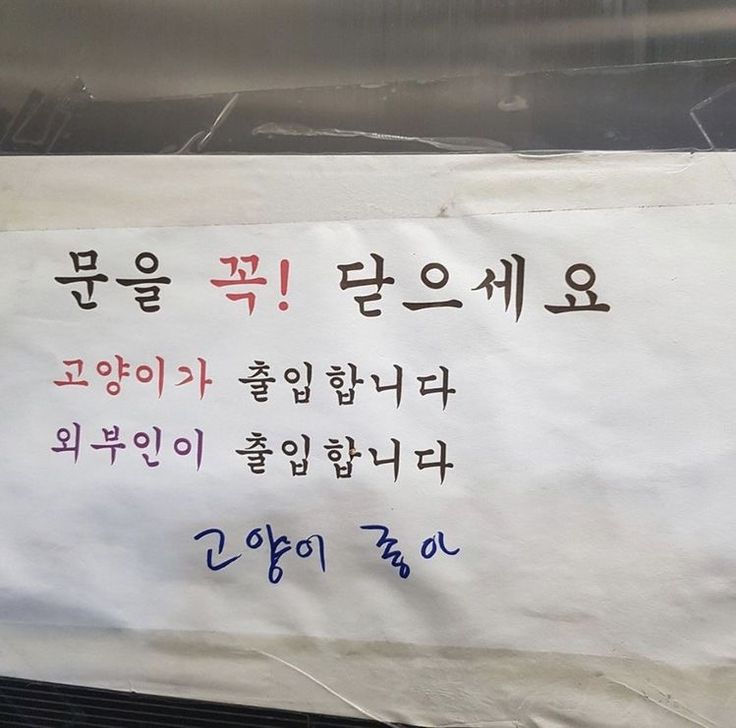 문을 꼭! 닫으세요
고양이가 출입합니다
외부인이 출입합니다
고양이 좋아